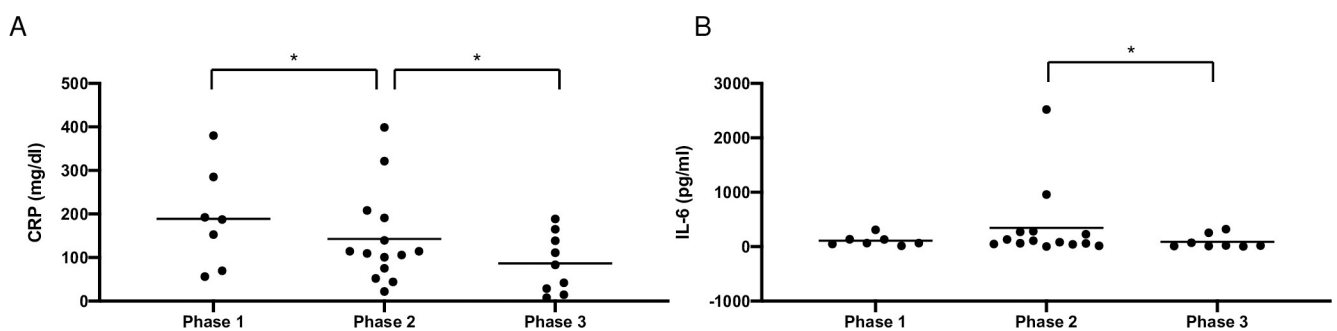 A
*
*
500
400
300
200
100
0
CRP (mg/dl)
Phase 1
Phase 2
Phase 3
B
*
3000
2000
1000
0
-1000
IL-6 (pg/ml)
Phase 1
Phase 2
Phase 3